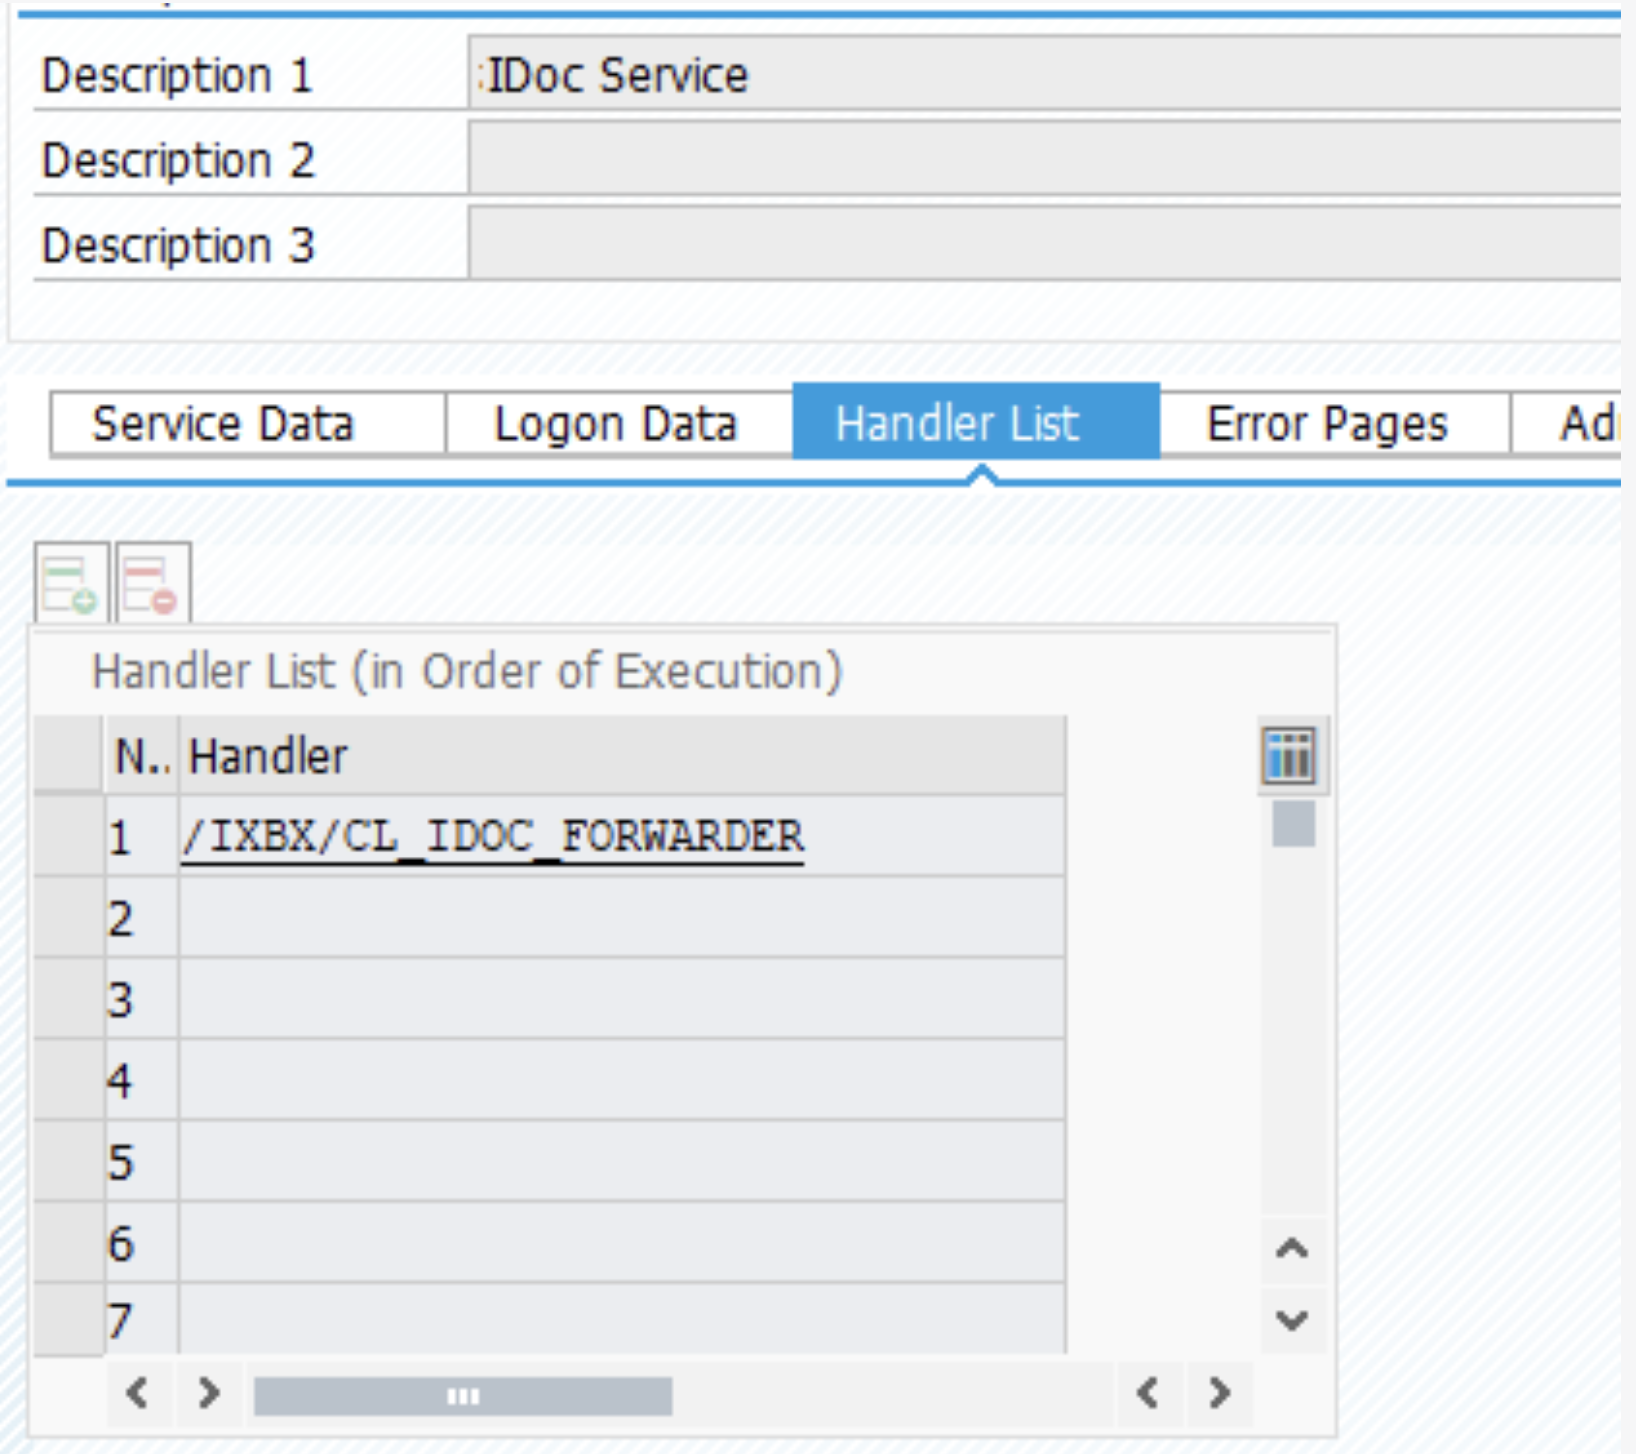 Description 1 :IDoc Service
Description 2
Description 3
Service Data Logon Data Handler List Error Pages
Handler List (in Order of Execution)
N.. Handler
1 /IXBX/CL_IDOC_FORWARDER
2
3
4
5
6
7